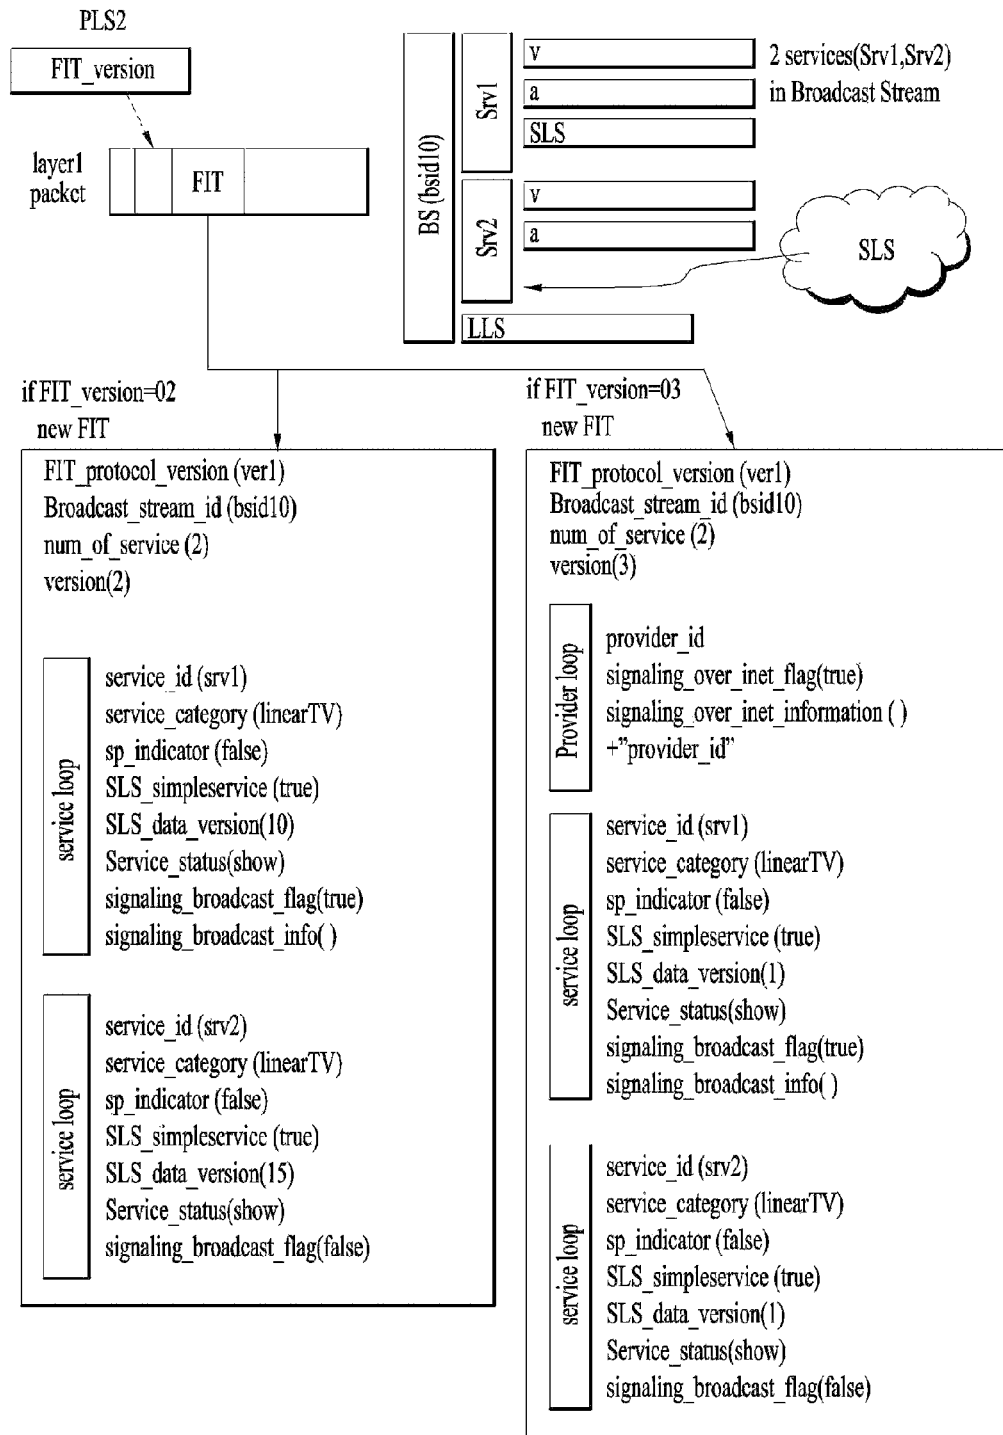 PLS2
FIT_version
layer1
packet
FIT
BS (bsid10)
Srv1
v
a
SLS
Srv2
v
a
LLS
2 services(Srv1,Srv2)
in Broadcast Stream
SLS
if FIT_version=02
new FIT
FIT_protocol_version (ver1)
Broadcast_stream_id (bsid10)
num_of_service (2)
version(2)
service loop
service_id (srv1)
service_category (linearTV)
sp_indicator (false)
SLS_simpleservice (true)
SLS_data_version(10)
Service_status(show)
signaling_broadcast_flag(true)
signaling_broadcast_info( )
service loop
service_id (srv2)
service_category (linearTV)
sp_indicator (false)
SLS_simpleservice (true)
SLS_data_version(15)
Service_status(show)
signaling_broadcast_flag(false)
if FIT_version=03
new FIT
FIT_protocol_version (ver1)
Broadcast_stream_id (bsid10)
num_of_service (2)
version(3)
Provider loop
provider_id
signaling_over_inet_flag(true)
signaling_over_inet_information ( )
+"provider_id"
service loop
service_id (srv1)
service_category (linearTV)
sp_indicator (false)
SLS_simpleservice (true)
SLS_data_version(1)
Service_status(show)
signaling_broadcast_flag(true)
signaling_broadcast_info( )
service loop
service_id (srv2)
service_category (linearTV)
sp_indicator (false)
SLS_simpleservice (true)
SLS_data_version(1)
Service_status(show)
signaling_broadcast_flag(false)